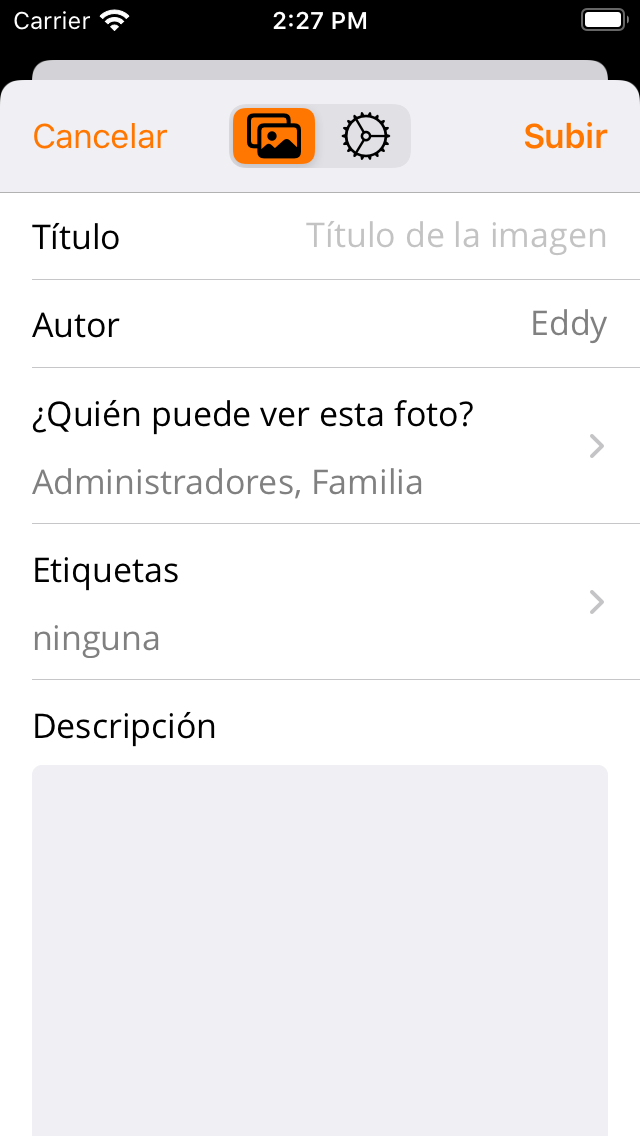 Carrier 2:27 PM
Cancelar Subir
Título Título de la imagen
Autor Eddy
¿Quién puede ver esta foto?
Administradores, Familia
Etiquetas
ninguna
Descripción